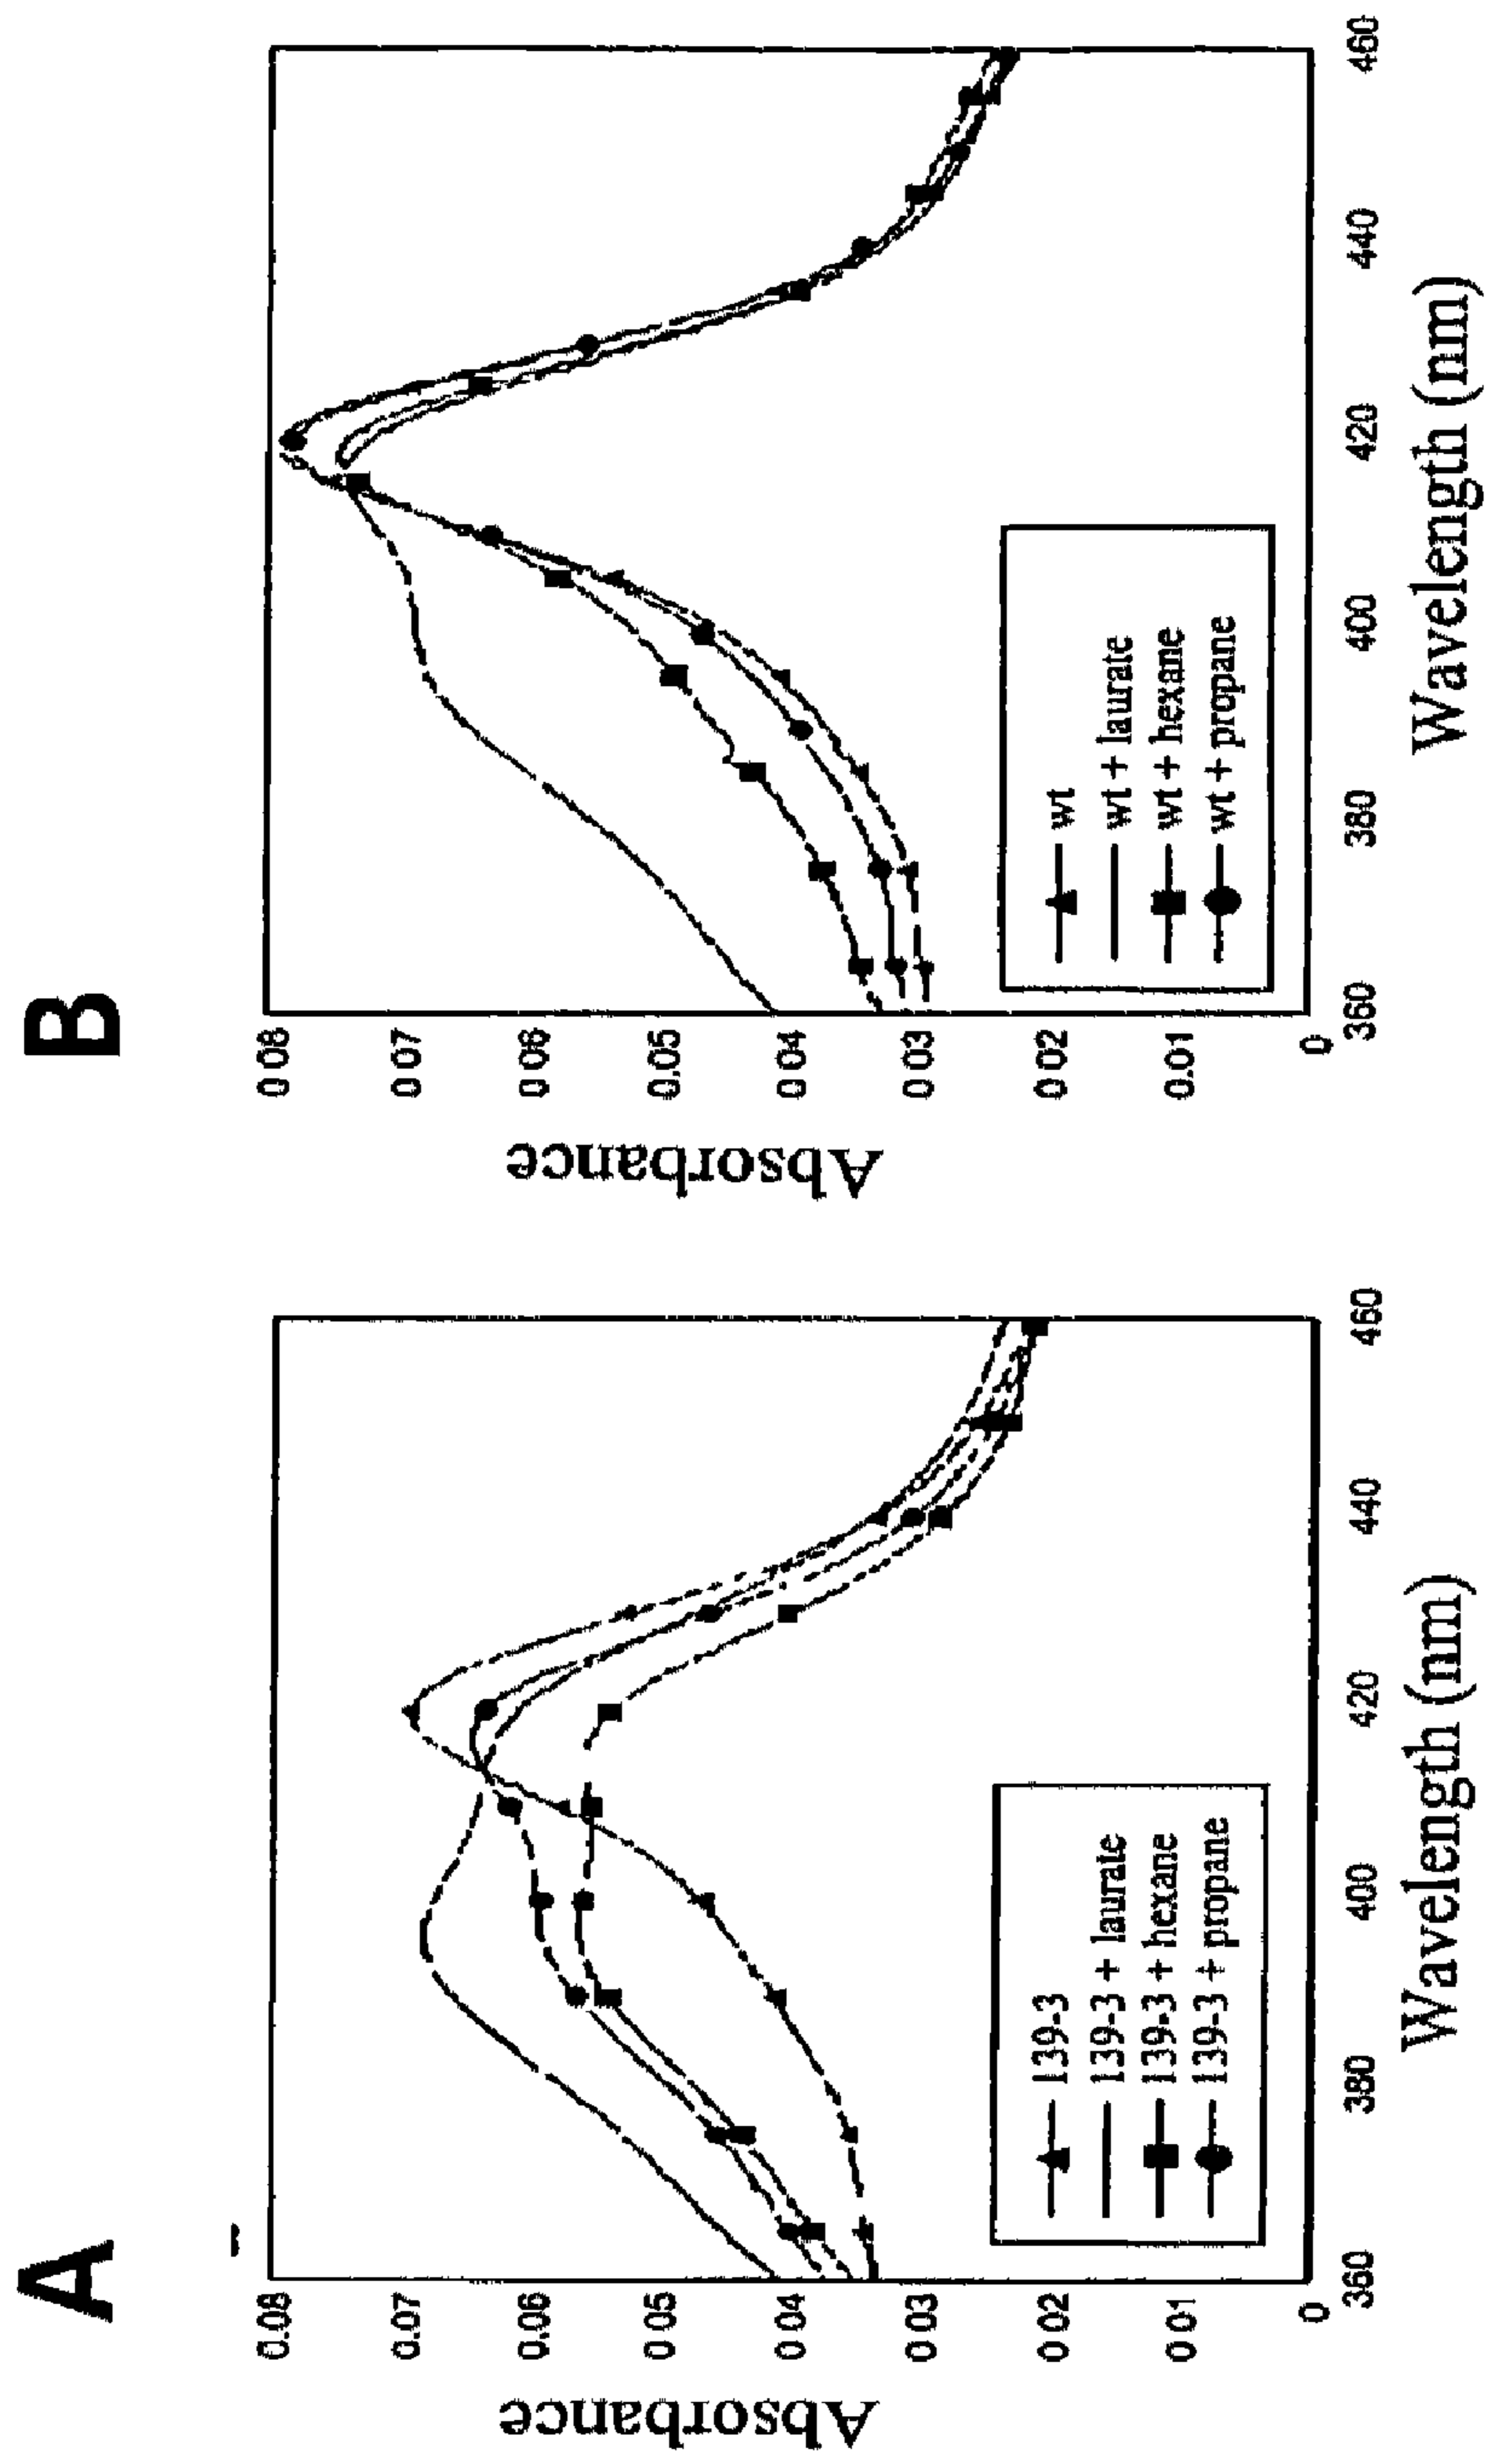 A
Absorbance
0.08
0.07
0.06
0.05
0.04
0.03
0.02
0.01
0
139-3
139-3 + laurate
139-3 + hexane
139-3 + propane
360
380
400
420
440
460
Wavelength (nm)
B
Absorbance
0.08
0.07
0.06
0.05
0.04
0.03
0.02
0.01
0
wt
wt + laurate
wt + hexane
wt + propane
360
380
400
420
440
460
Wavelength (nm)